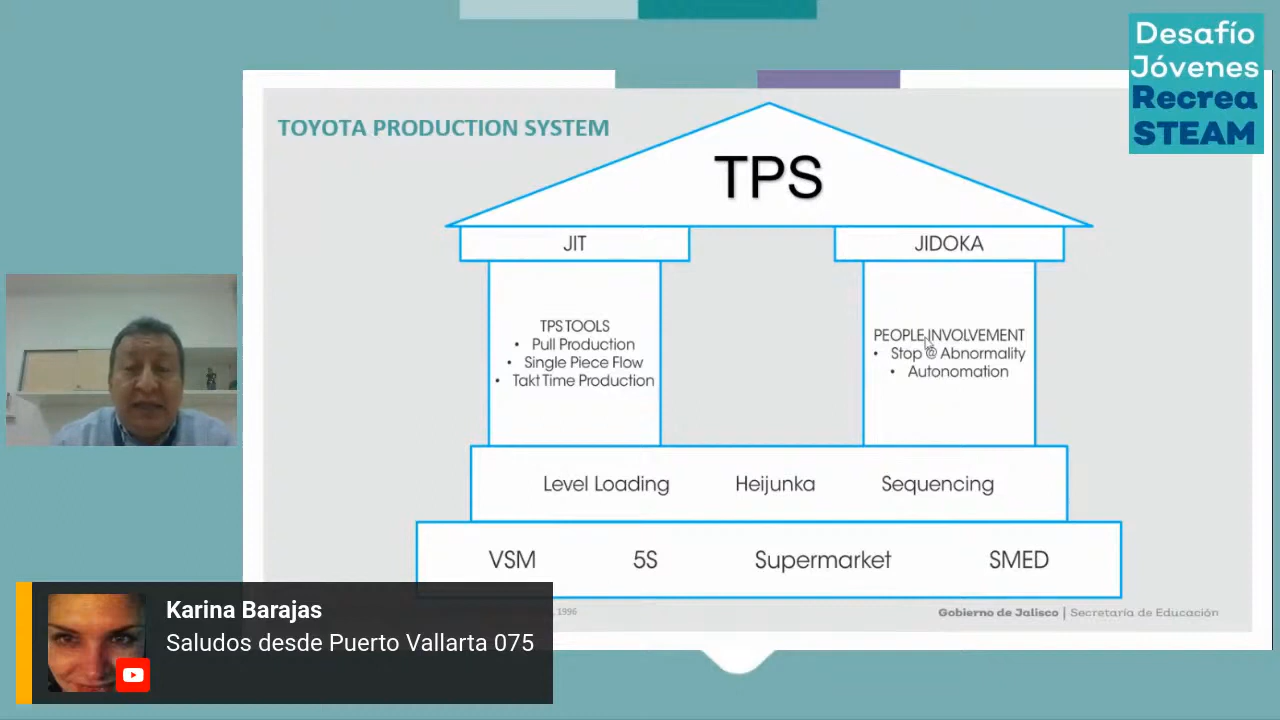 Desafío
Jóvenes
Recrea
STEAM
TOYOTA PRODUCTION SYSTEM
TPS
JIT
JIDOKA
TPS TOOLS
• Pull Production
• Single Piece Flow
• Takt Time Production
PEOPLE INVOLVEMENT
• Stop @ Abnormality
• Autonomation
Level Loading Heijunka Sequencing
VSM 5S Supermarket SMED
1996
Gobierno de Jalisco | Secretaría de Educación
Karina Barajas
Saludos desde Puerto Vallarta 075